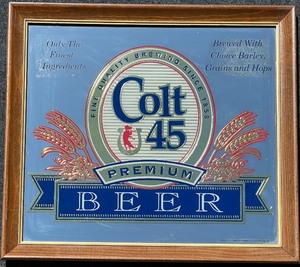 Only The
Finest
Ingredients
Brewed With
Choice Barley,
Grains and Hops
FINE QUALITY BREWING SINCE 1858
Colt
45
PREMIUM
BEER